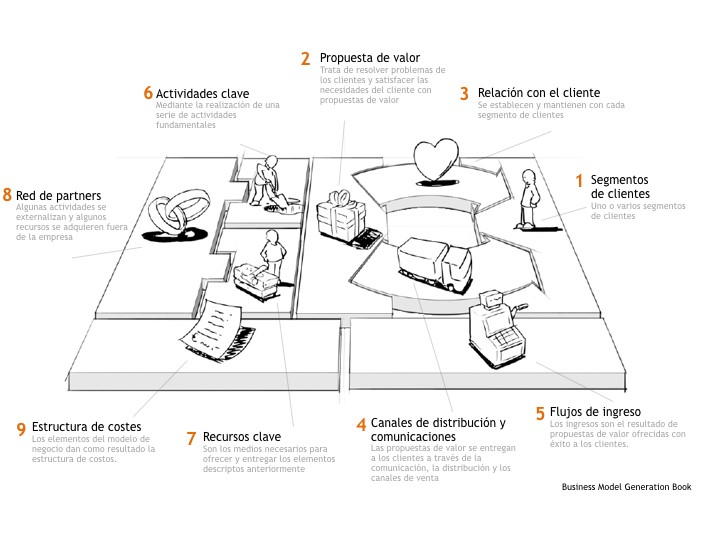 2 Propuesta de valor
Trata de resolver problemas de
los clientes y satisfacer las
necesidades del cliente con
propuestas de valor
6 Actividades clave
Mediante la realización de una
serie de actividades
fundamentales
3 Relación con el cliente
Se establecen y mantienen con cada
segmento de clientes
8 Red de partners
Algunas actividades se
externalizan y algunos
recursos se adquieren fuera
de la empresa
1 Segmentos
de clientes
Uno o varios segmentos
de clientes
9 Estructura de costes
Los elementos del modelo de
negocio dan como resultado la
estructura de costos.
7 Recursos clave
Son los medios necesarios para
ofrecer y entregar los elementos
descriptos anteriormente
4 Canales de distribución y
comunicaciones
Las propuestas de valor se entregan
a los clientes a través de la
comunicación, la distribución y los
canales de venta
5 Flujos de ingreso
Los ingresos son el resultado de
propuestas de valor ofrecidas con
éxito a los clientes.
Business Model Generation Book